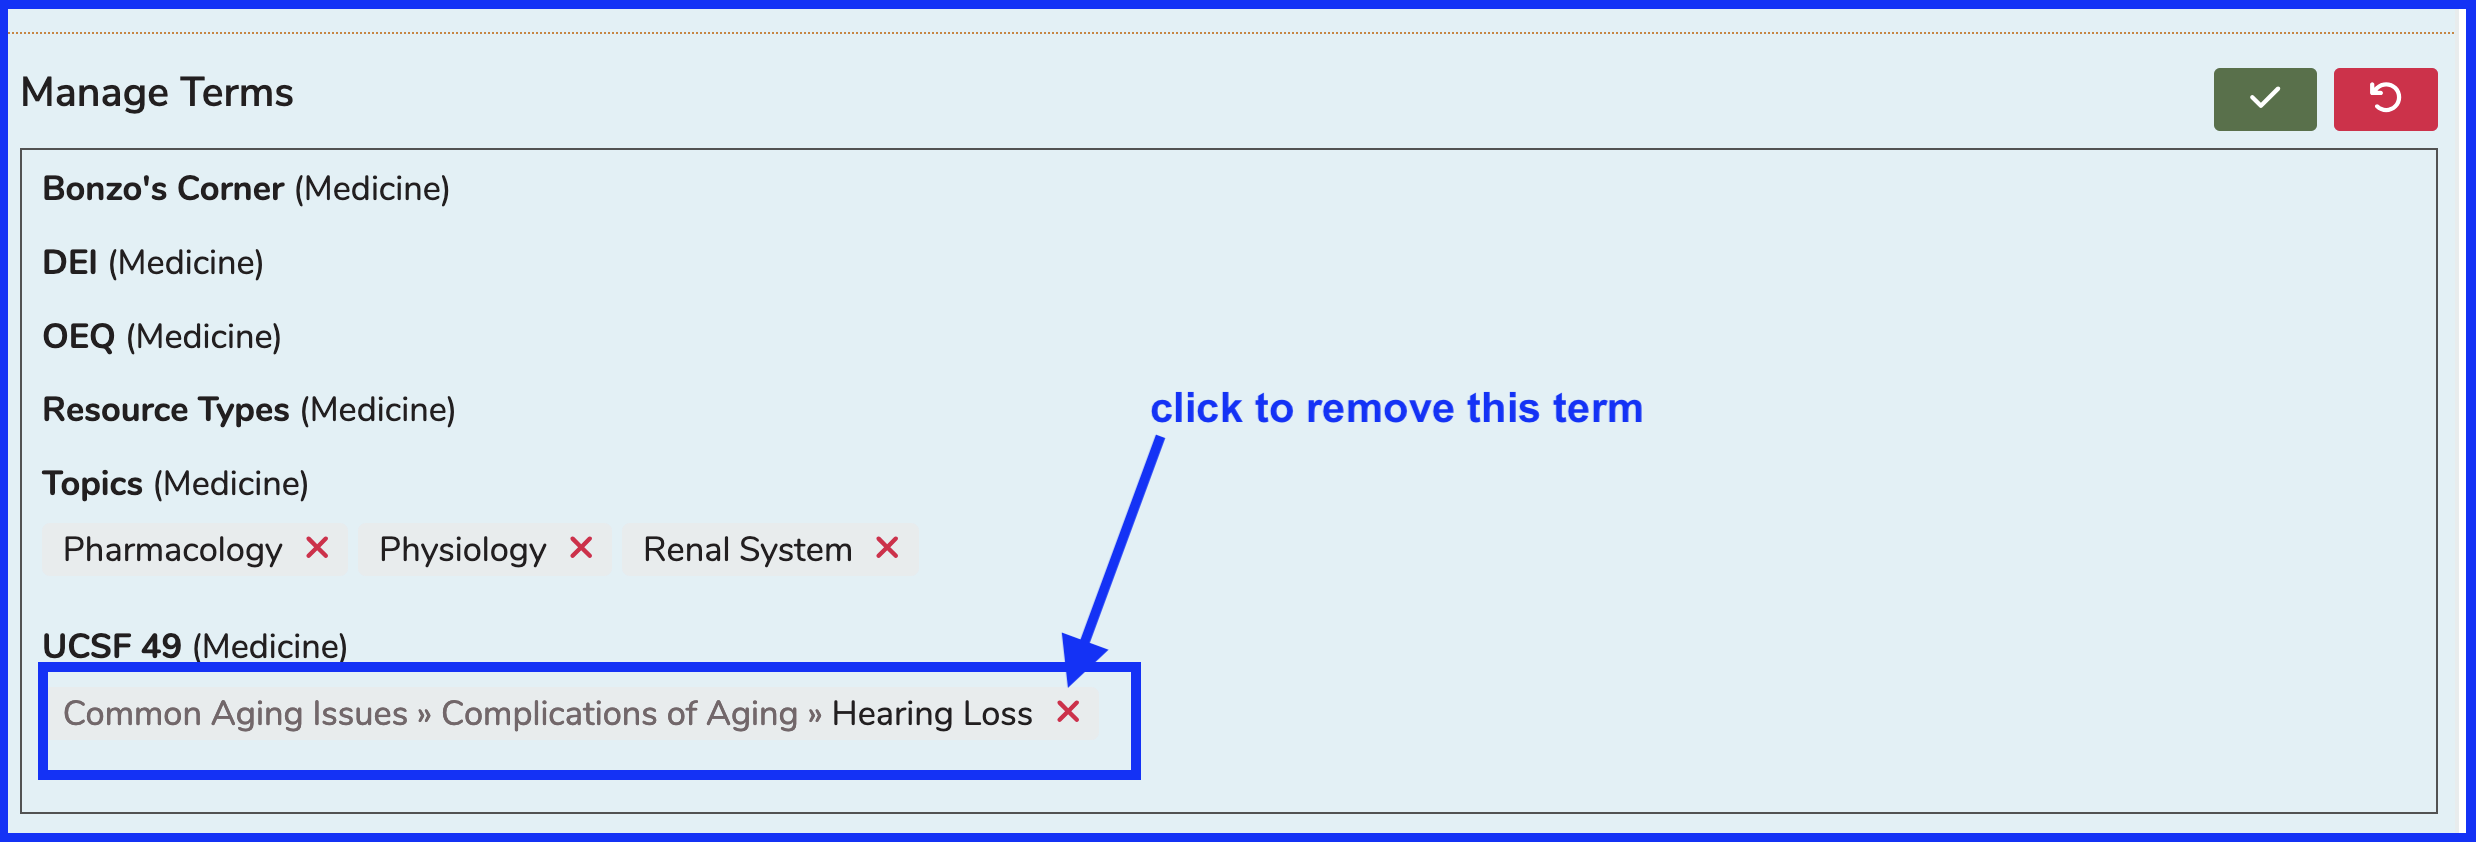 Manage Terms
Bonzo's Corner (Medicine)
DEI (Medicine)
OEQ (Medicine)
Resource Types (Medicine)
click to remove this term
Topics (Medicine)
Pharmacology Physiology Renal System
UCSF 49 (Medicine)
Common Aging Issues » Complications of Aging » Hearing Loss